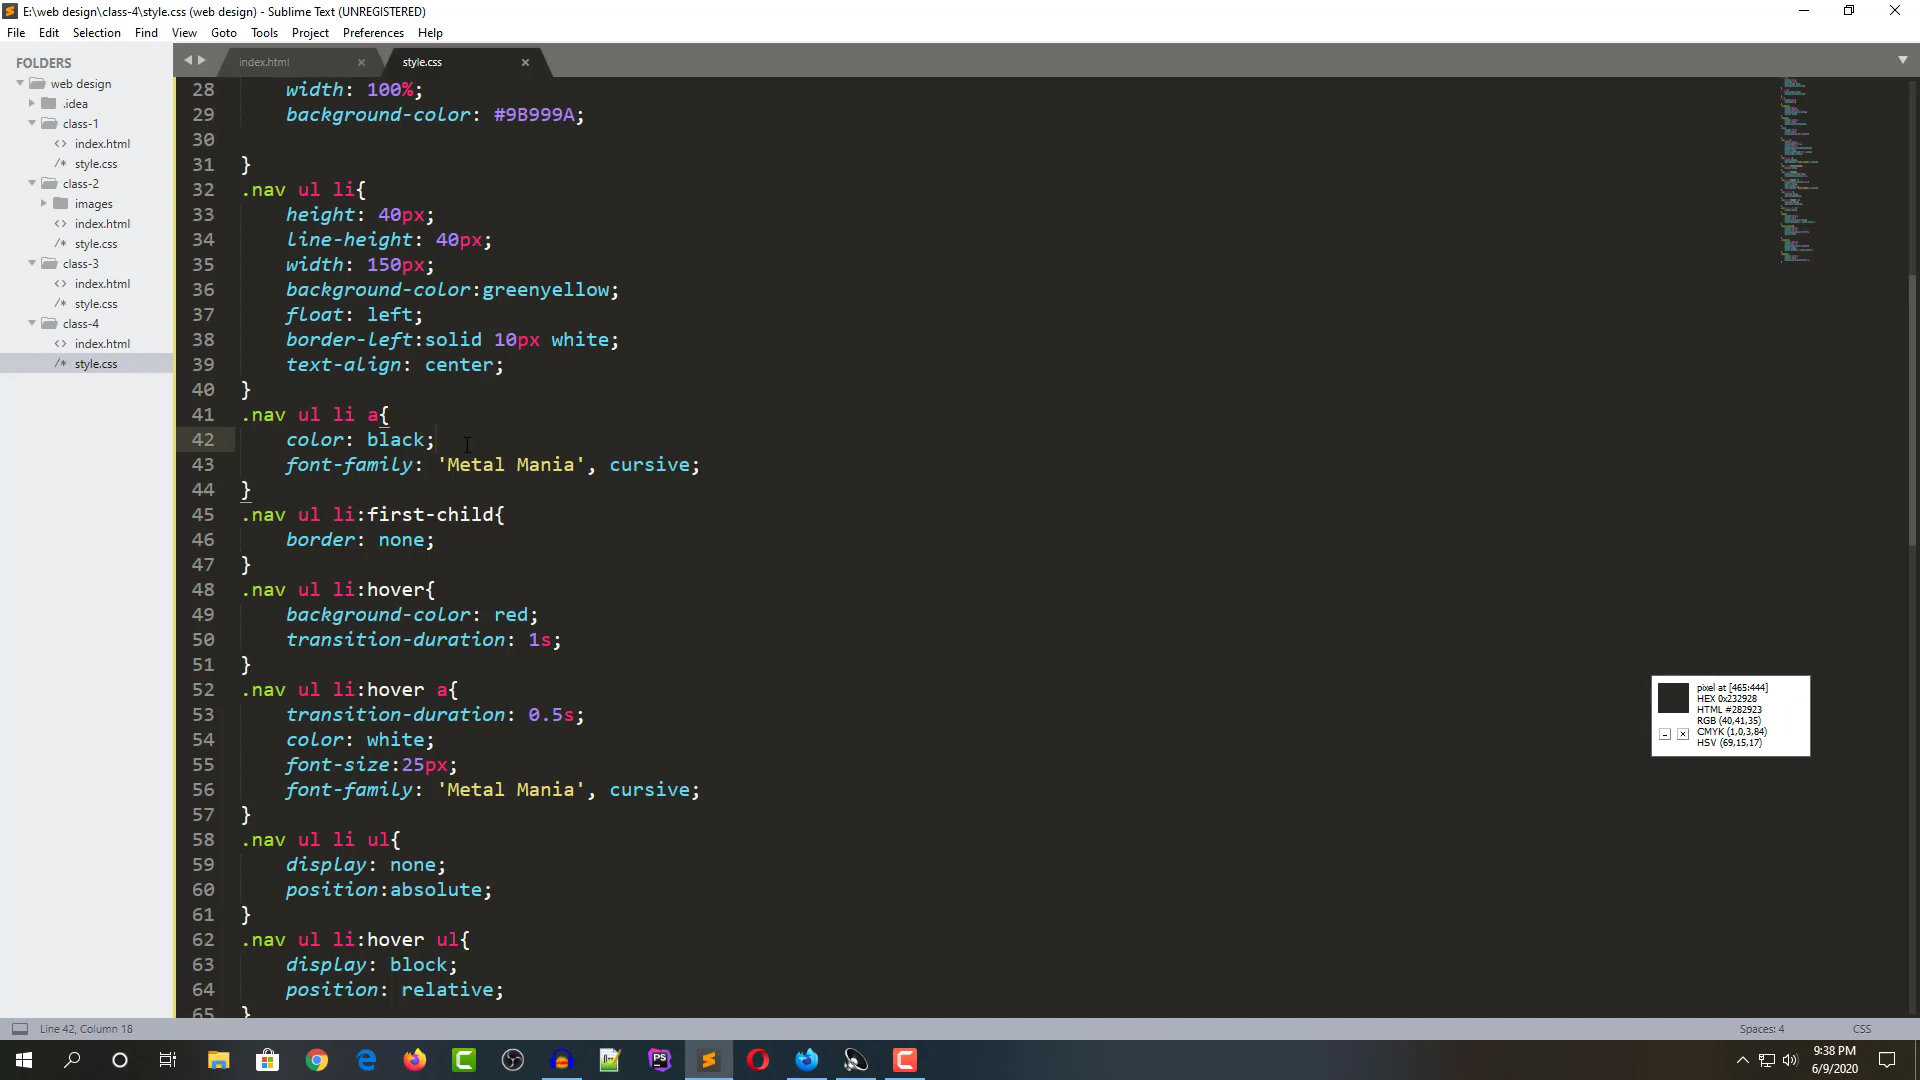 E:\web design\class-4\style.css (web design) - Sublime Text (UNREGISTERED)
File Edit Selection Find View Goto Tools Project Preferences Help
FOLDERS
web design
.idea
class-1
<> index.html
/* style.css
class-2
images
<> index.html
/* style.css
class-3
<> index.html
/* style.css
class-4
<> index.html
/* style.css
index.html ×
style.css ×
28 width: 100%;
29 background-color: #9B999A;
30
31 }
32 .nav ul li{
33 height: 40px;
34 line-height: 40px;
35 width: 150px;
36 background-color:greenyellow;
37 float: left;
38 border-left:solid 10px white;
39 text-align: center;
40 }
41 .nav ul li a{
42 color: black;
43 font-family: 'Metal Mania', cursive;
44 }
45 .nav ul li:first-child{
46 border: none;
47 }
48 .nav ul li:hover{
49 background-color: red;
50 transition-duration: 1s;
51 }
52 .nav ul li:hover a{
53 transition-duration: 0.5s;
54 color: white;
55 font-size:25px;
56 font-family: 'Metal Mania', cursive;
57 }
58 .nav ul li ul{
59 display: none;
60 position:absolute;
61 }
62 .nav ul li:hover ul{
63 display: block;
64 position: relative;
65 }
pixel at [465:444]
HEX 0x232928
HTML #282923
RGB (40,41,35)
CMYK (1,0,3,84)
HSV (69,15,17)
Line 42, Column 18
Spaces: 4
CSS
PS
9:38 PM
6/9/2020